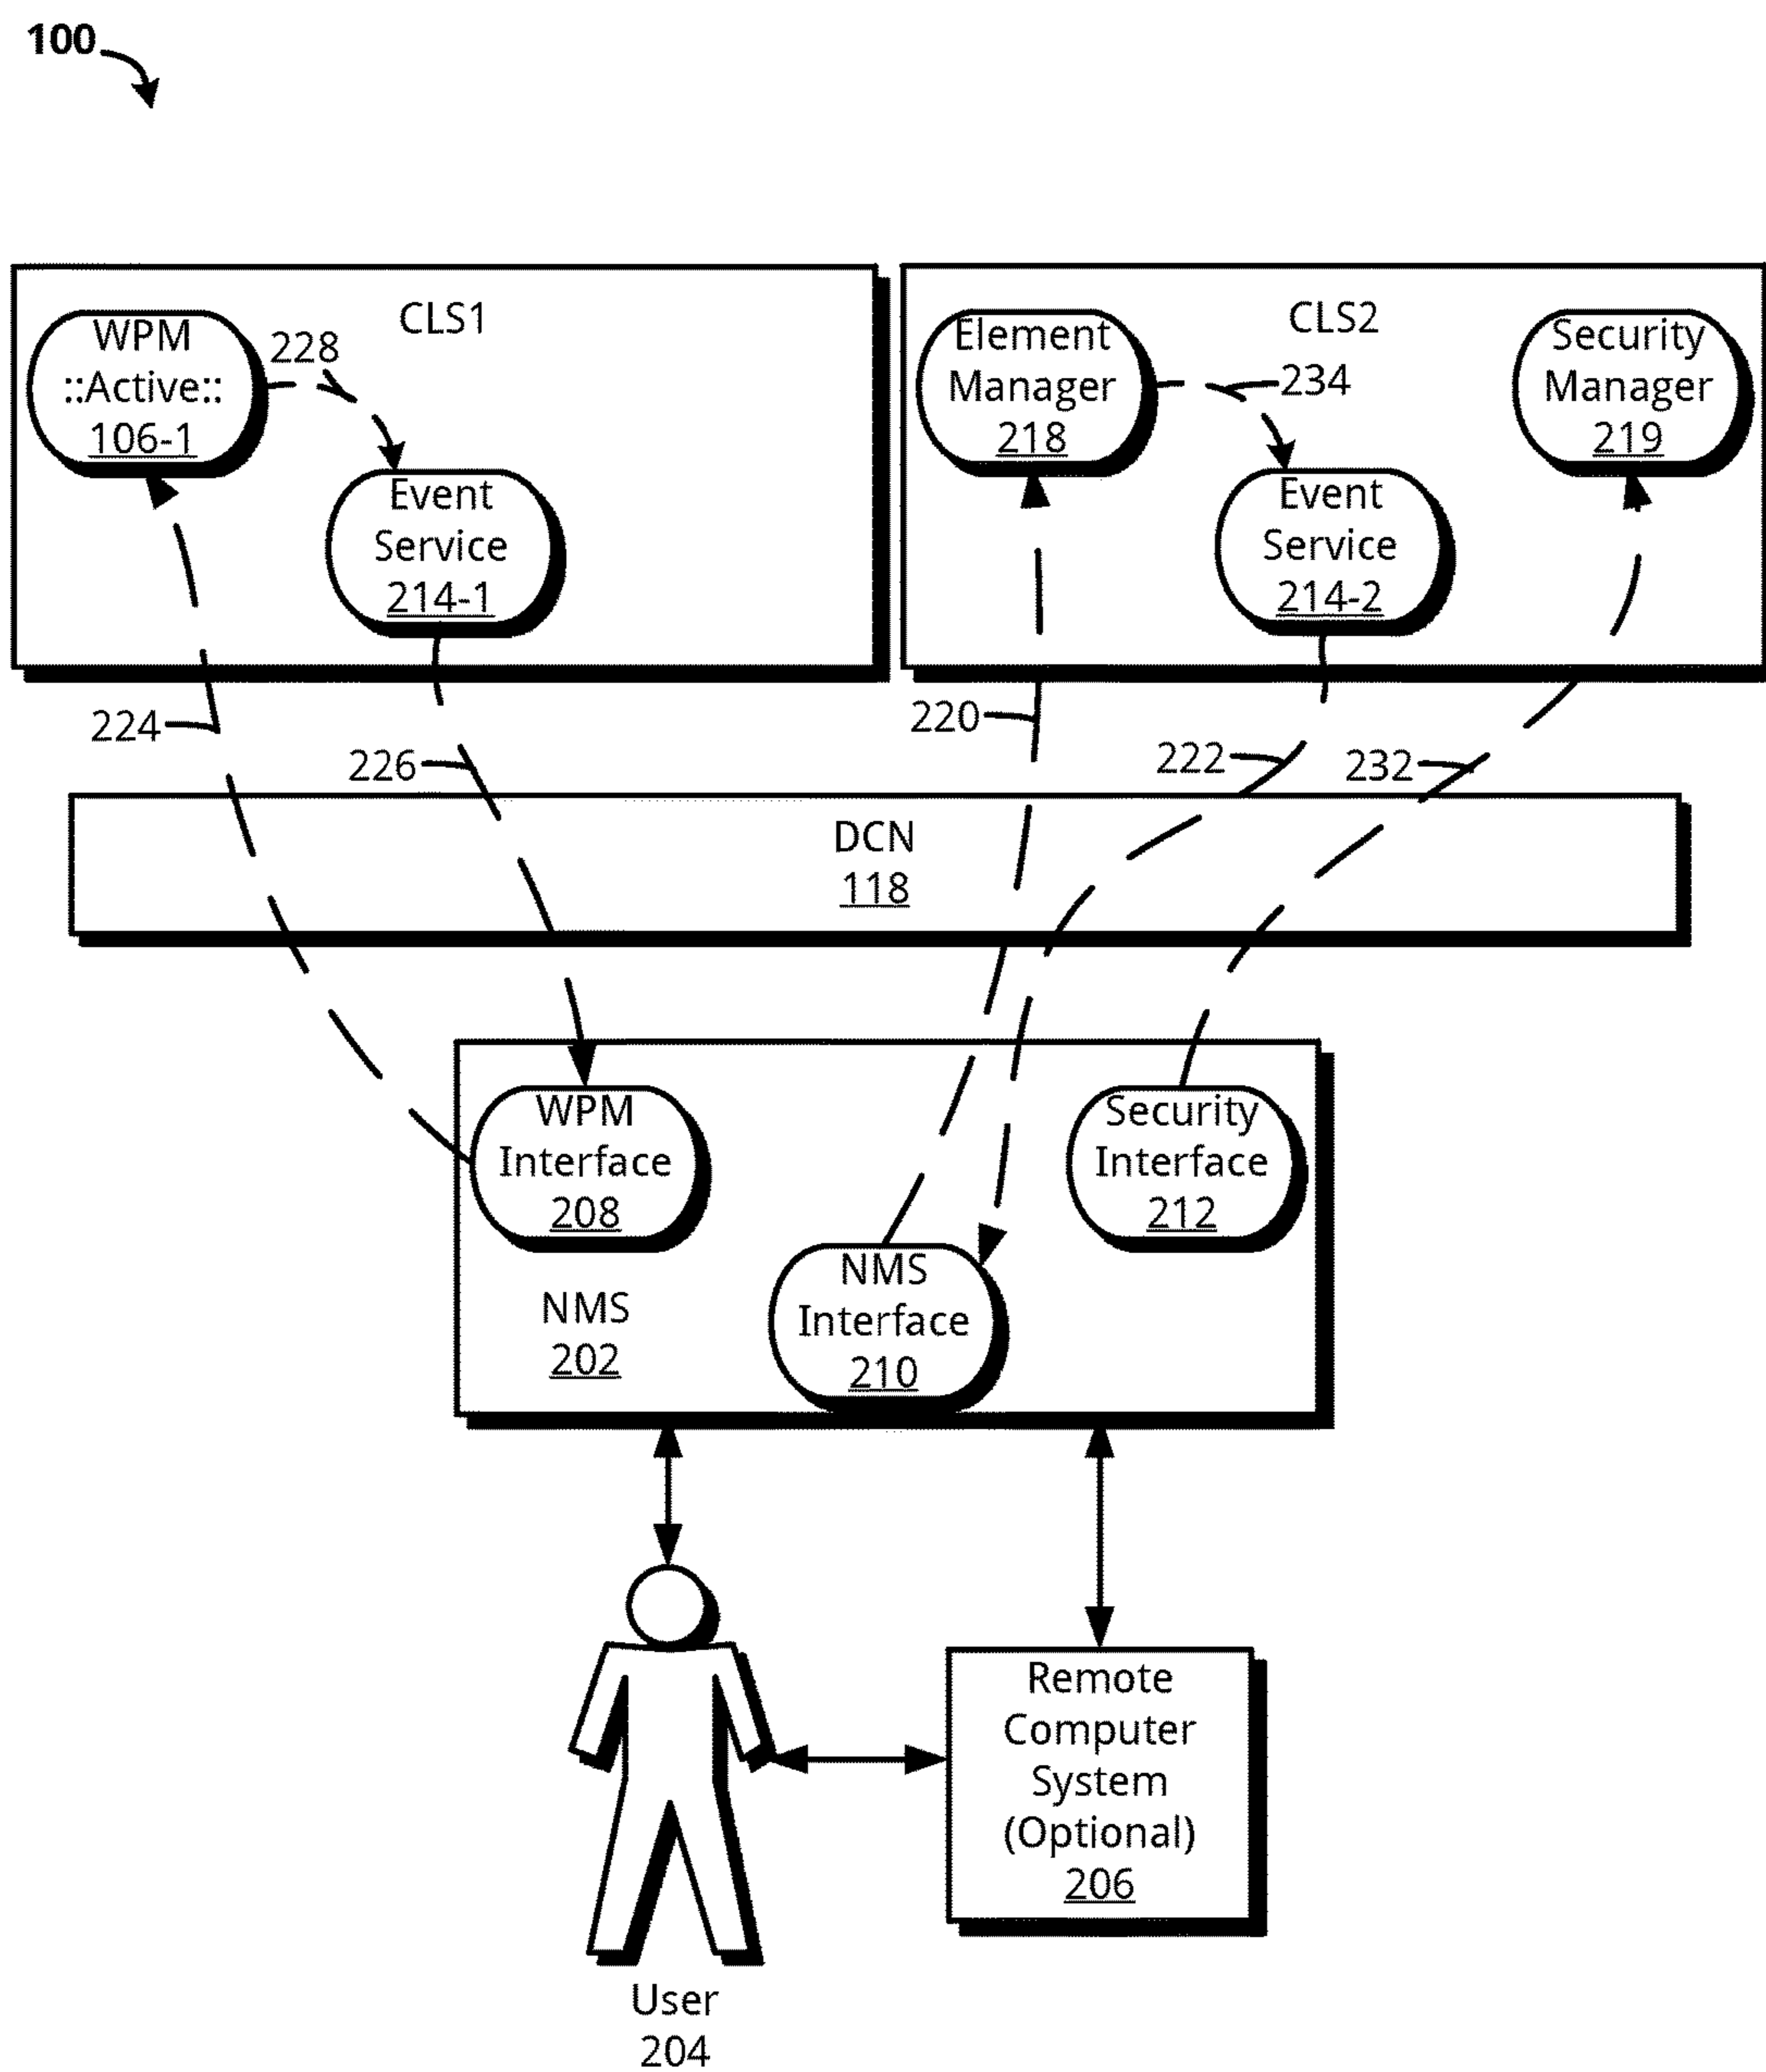 100
CLS1
WPM
::Active::
106-1
228
Event
Service
214-1
CLS2
Element
Manager
218
234
Security
Manager
219
Event
Service
214-2
224
226
220
222
232
DCN
118
WPM
Interface
208
Security
Interface
212
NMS
Interface
210
NMS
202
Remote
Computer
System
(Optional)
206
User
204